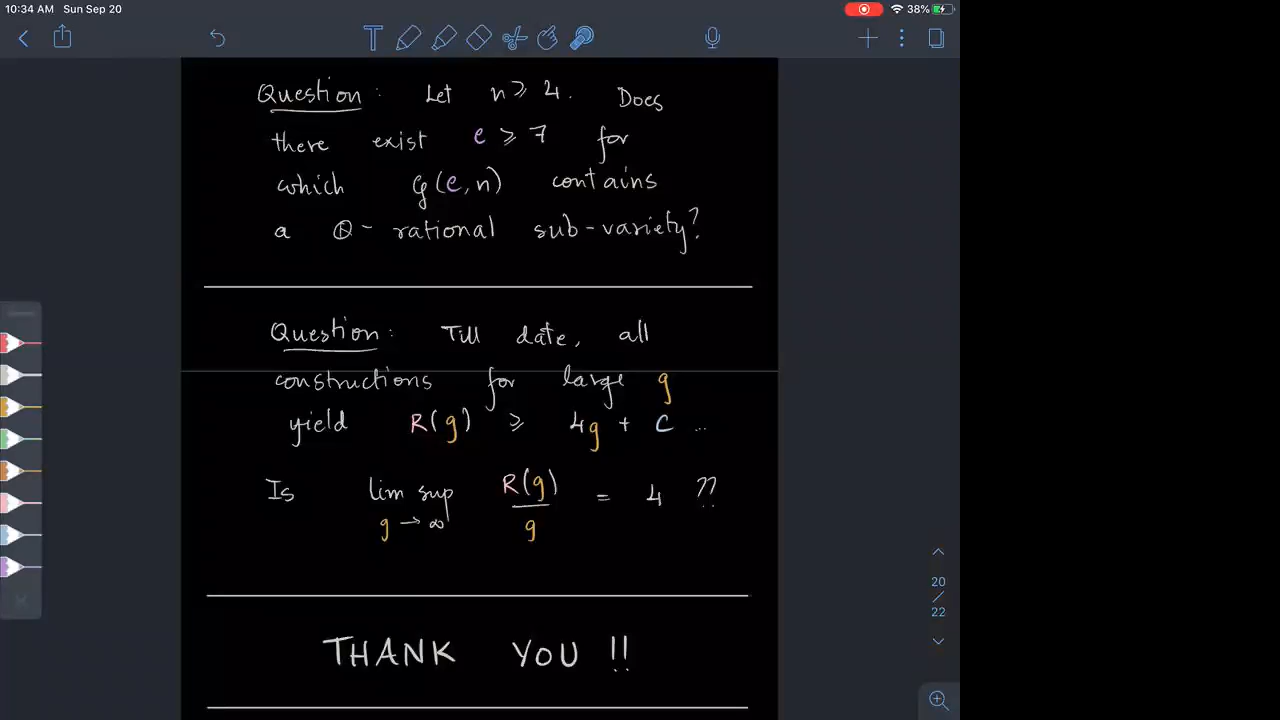 10:34 AM Sun Sep 20
38%
Question: Let n ≥ 4. Does
there exist e ≥ 7 for
which G(e, n) contains
a Q-rational sub-variety?
Question: Till date, all
constructions for large g
yield R(g) ≥ 4g + C ...
Is lim sup g→∞ R(g)/g = 4 ??
20
/
22
THANK YOU !!